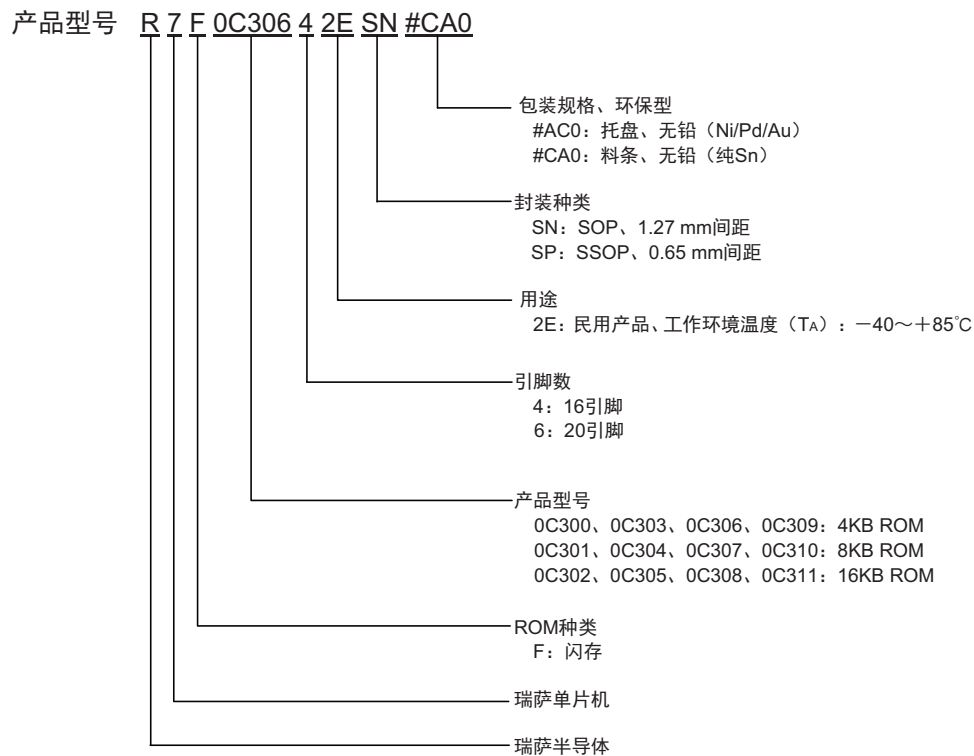 产品型号 R 7 F 0C306 4 2E SN #CA0
包装规格、环保型
#AC0：托盘、无铅（Ni/Pd/Au）
#CA0：料条、无铅（纯Sn）
封装种类
SN：SOP、1.27 mm间距
SP：SSOP、0.65 mm间距
用途
2E：民用产品、工作环境温度（TA）：－40～＋85℃
引脚数
4：16引脚
6：20引脚
产品型号
0C300、0C303、0C306、0C309：4KB ROM
0C301、0C304、0C307、0C310：8KB ROM
0C302、0C305、0C308、0C311：16KB ROM
ROM种类
F：闪存
瑞萨单片机
瑞萨半导体